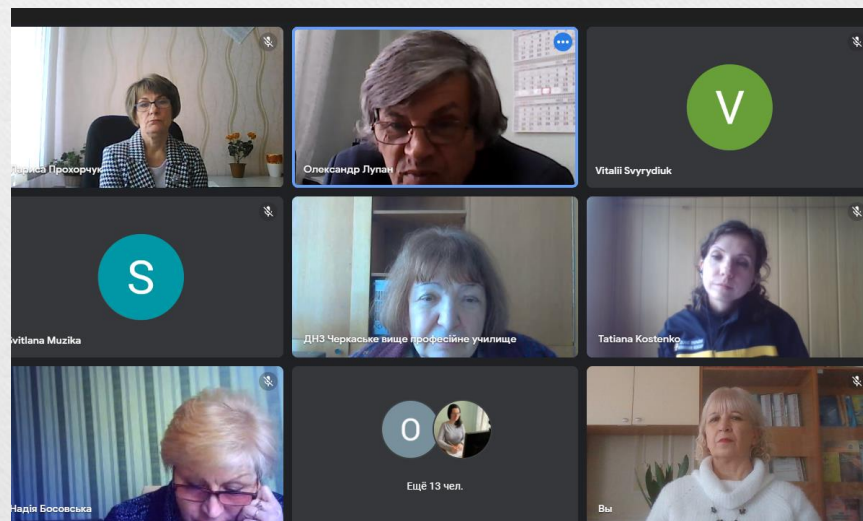 Лариса Прохорчук
Олександр Лупан
V
Vitalii Svyrydiuk
S
Svitlana Muzika
ДНЗ Черкаське вище професійне училище
Tatiana Kostenko
Надія Босовська
O
Ещё 13 чел.
Вы